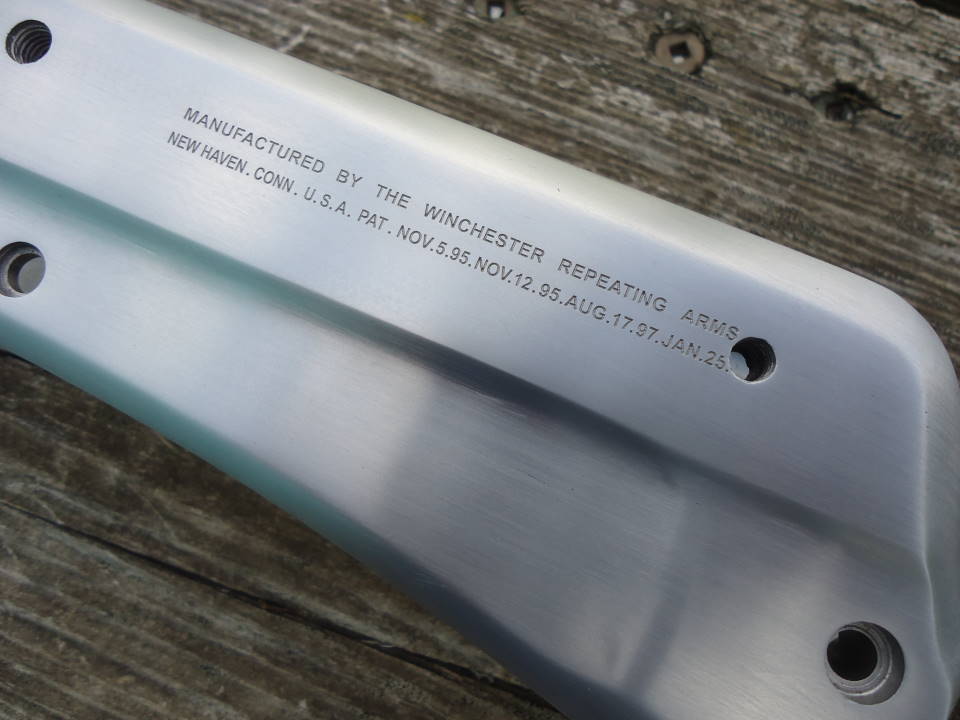 MANUFACTURED BY THE WINCHESTER REPEATING ARMS
NEW HAVEN. CONN. U.S.A. PAT. NOV.5.95.NOV.12.95.AUG.17.97.JAN.25.